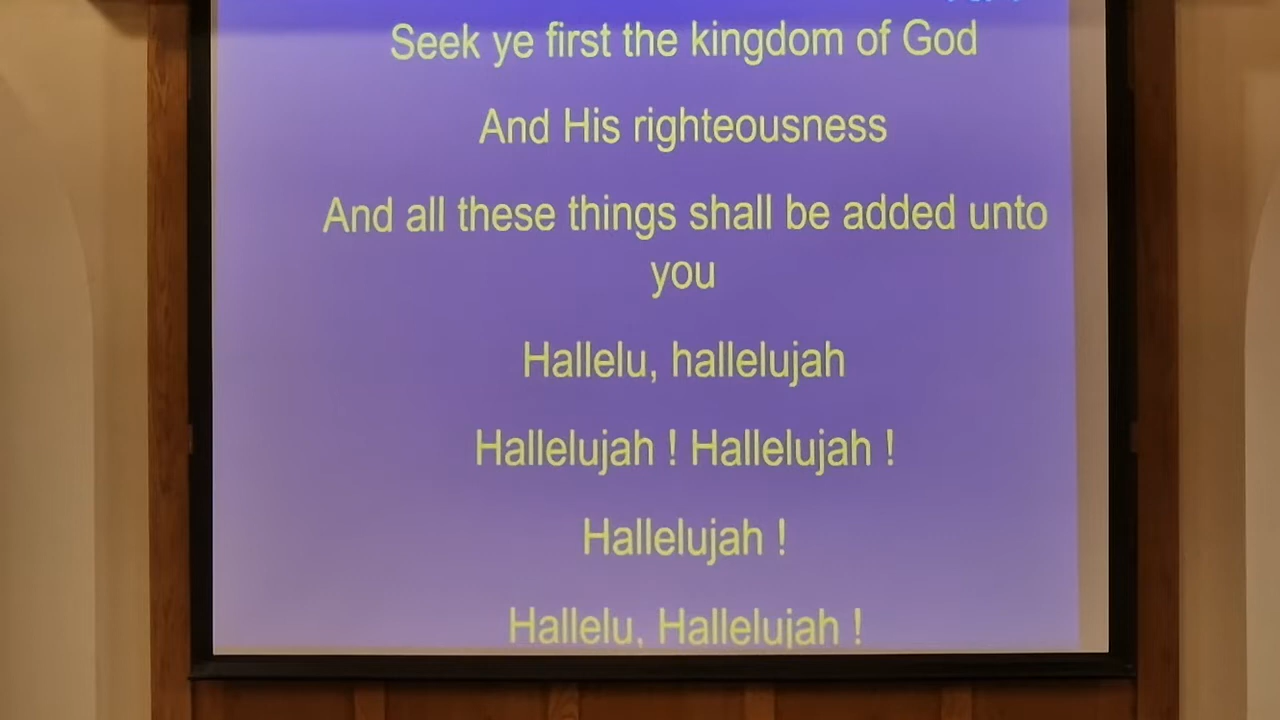 Seek ye first the kingdom of God
And His righteousness
And all these things shall be added unto
you
Hallelu, hallelujah
Hallelujah ! Hallelujah !
Hallelujah !
Hallelu, Hallelujah !